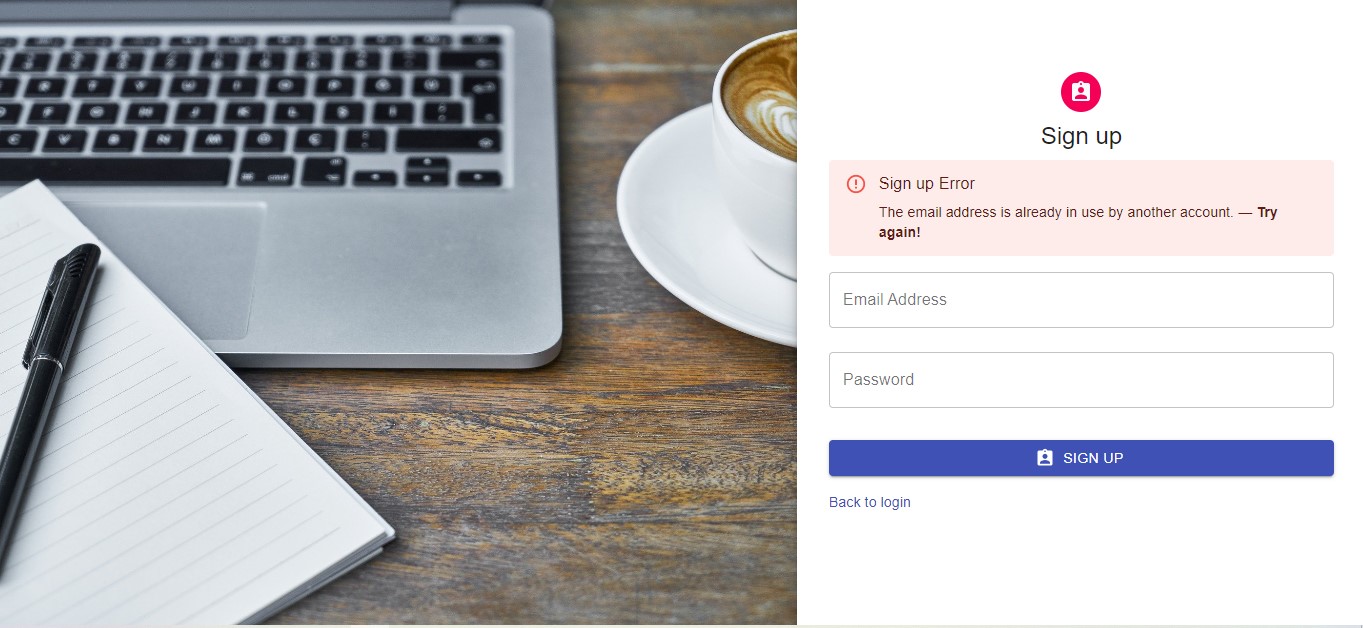 Sign up
Sign up Error
The email address is already in use by another account. — Try
again!
Email Address
Password
SIGN UP
Back to login